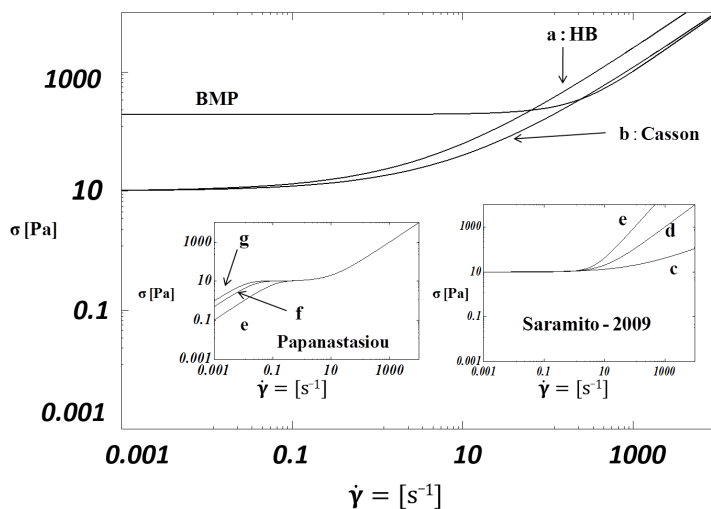 a : HB
1000
BMP
b : Casson
10
σ [Pa]
g
1000
10
σ [Pa]
0.1
f
e
Papanastasiou
0.001
0.001 0.1 10 1000
γ̇ = [s⁻¹]
e
1000
d
10
σ [Pa]
c
0.1
Saramito - 2009
0.001
0.001 0.1 10 1000
γ̇ = [s⁻¹]
0.1
0.001
0.001 0.1 10 1000
γ̇ = [s⁻¹]